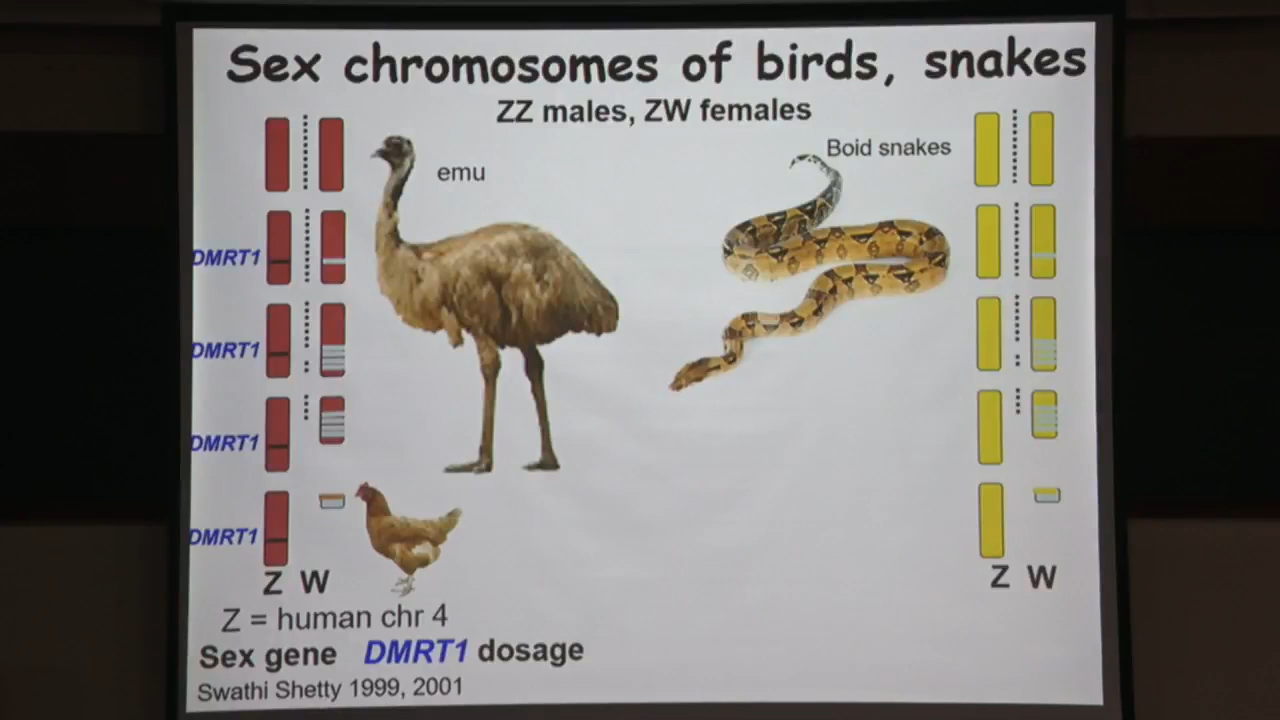 Sex chromosomes of birds, snakes
ZZ males, ZW females
emu
Boid snakes
DMRT1
DMRT1
DMRT1
DMRT1
Z W
Z W
Z = human chr 4
Sex gene DMRT1 dosage
Swathi Shetty 1999, 2001